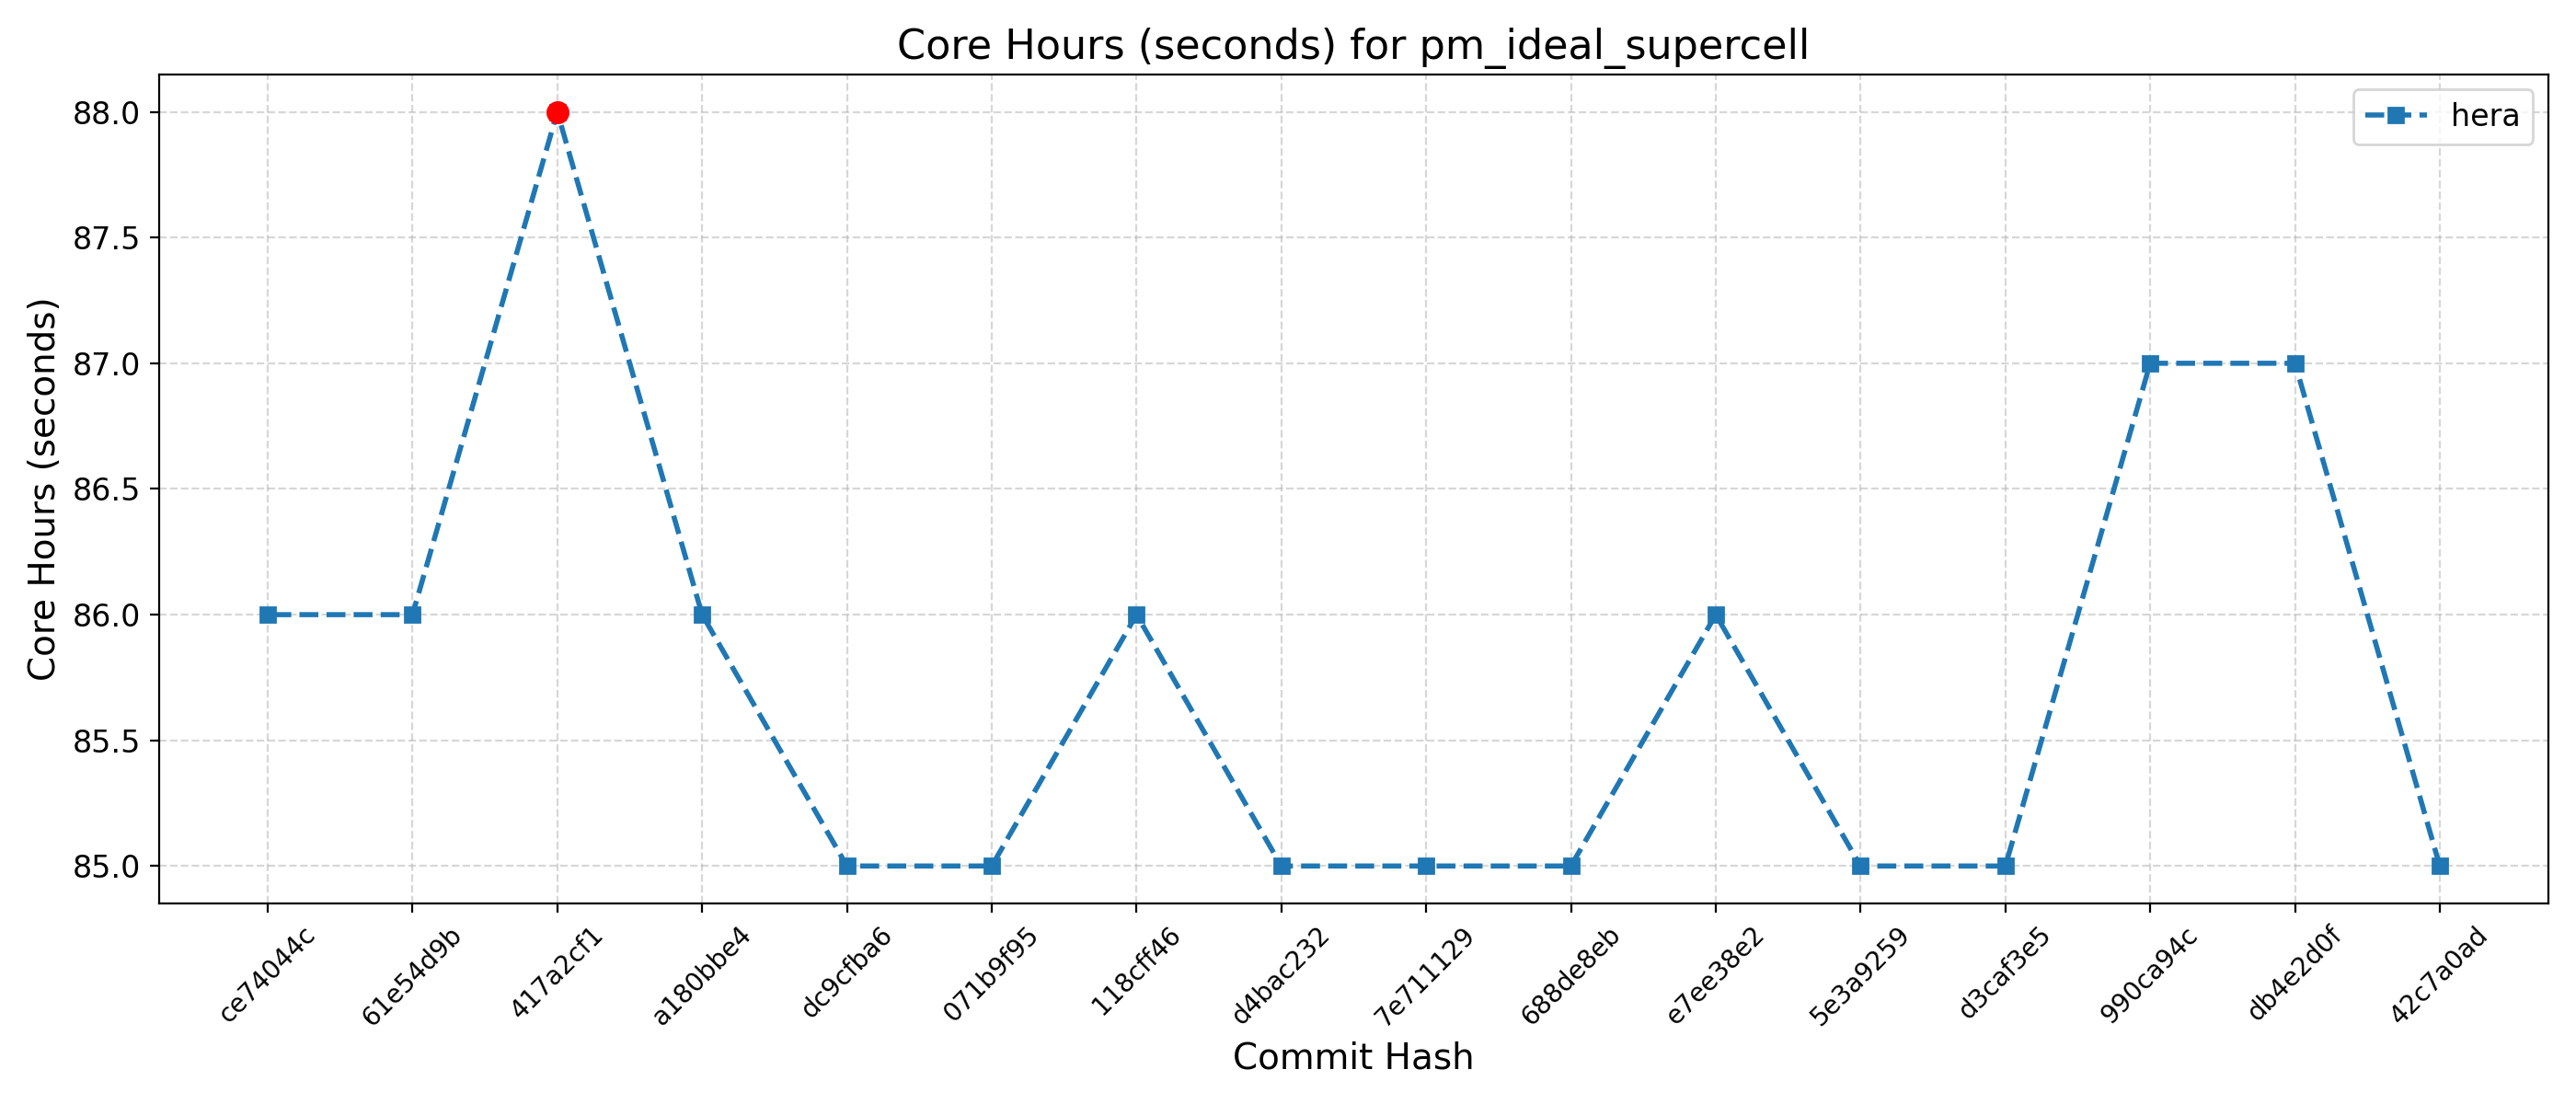 Core Hours (seconds) for pm_ideal_supercell
hera
Core Hours (seconds)
88.0
87.5
87.0
86.5
86.0
85.5
85.0
ce74044c
61e54d9b
417a2cf1
a180bbe4
dc9cfba6
071b9f95
118cff46
d4bac232
7e711129
688de8eb
e7ee38e2
5e3a9259
d3caf3e5
990ca94c
db4e2d0f
42c7a0ad
Commit Hash